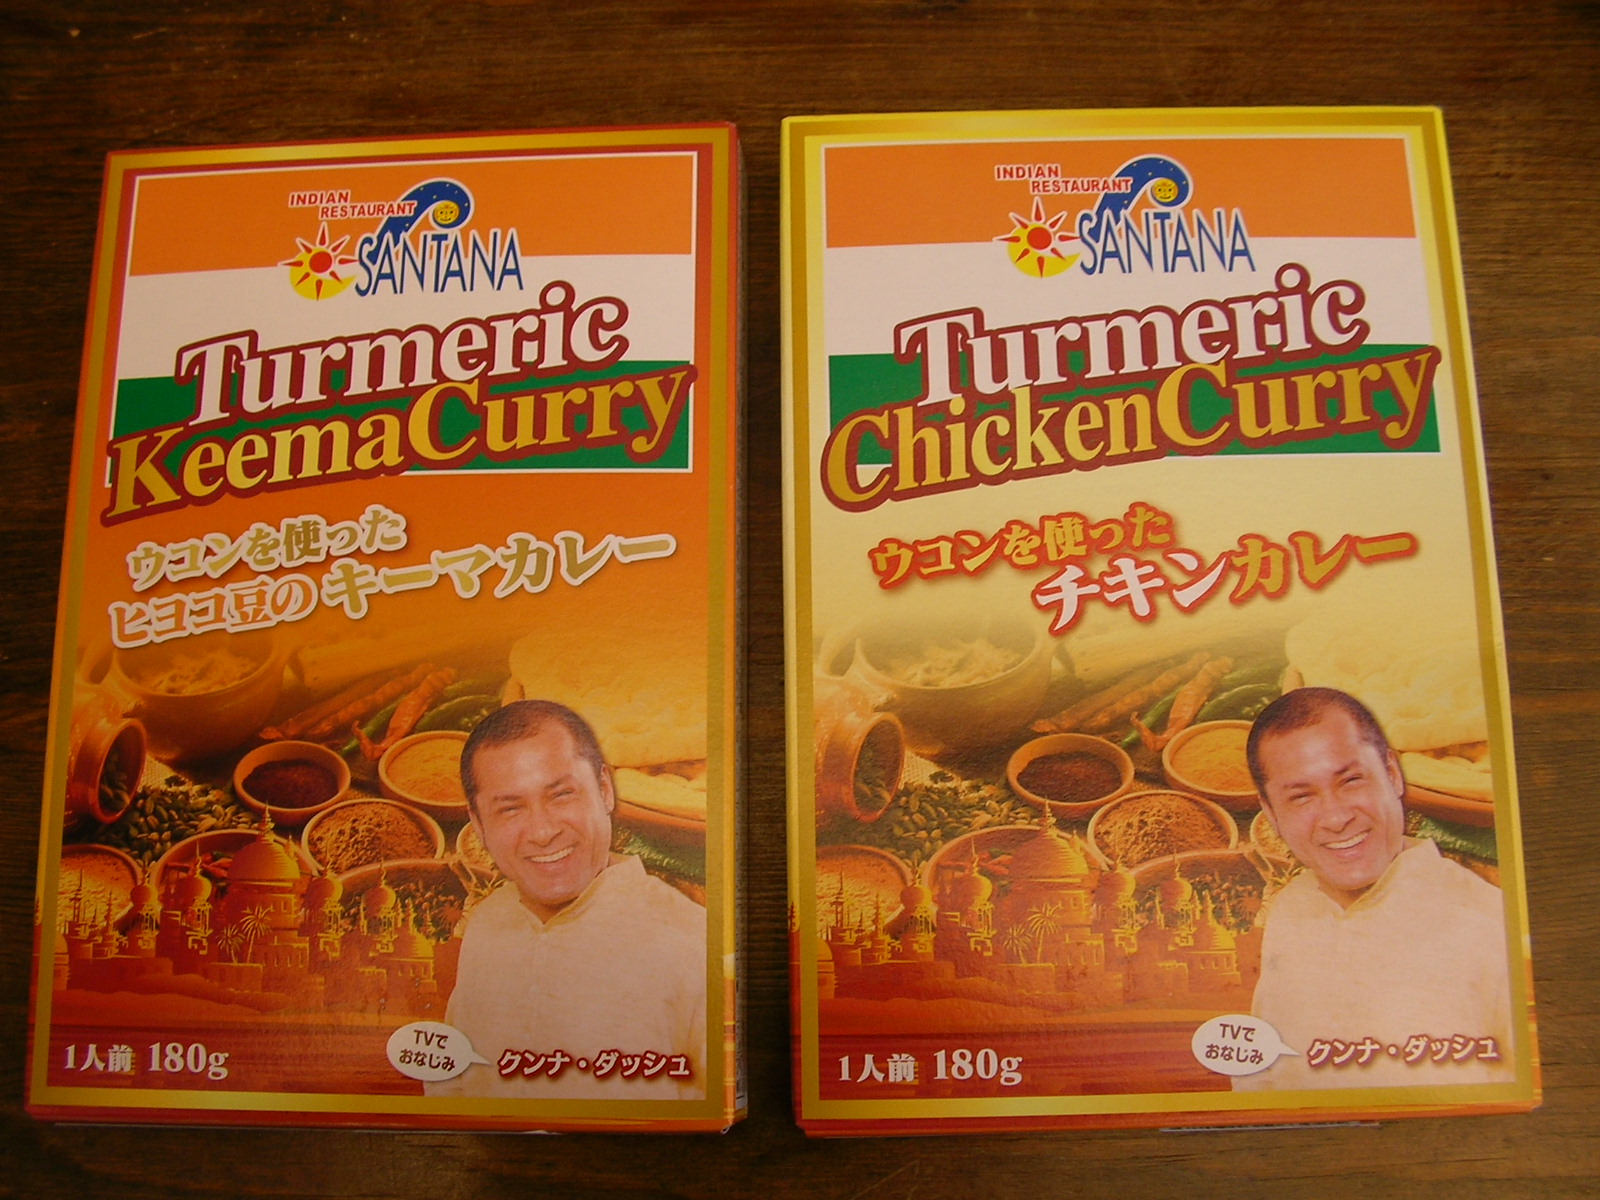 INDIAN
RESTAURANT
SANTANA
Turmeric
KeemaCurry
ウコンを使った
ヒヨコ豆のキーマカレー
TVで
おなじみ
1人前 180g
クンナ・ダッシュ
INDIAN
RESTAURANT
SANTANA
Turmeric
ChickenCurry
ウコンを使った
チキンカレー
TVで
おなじみ
1人前 180g
クンナ・ダッシュ